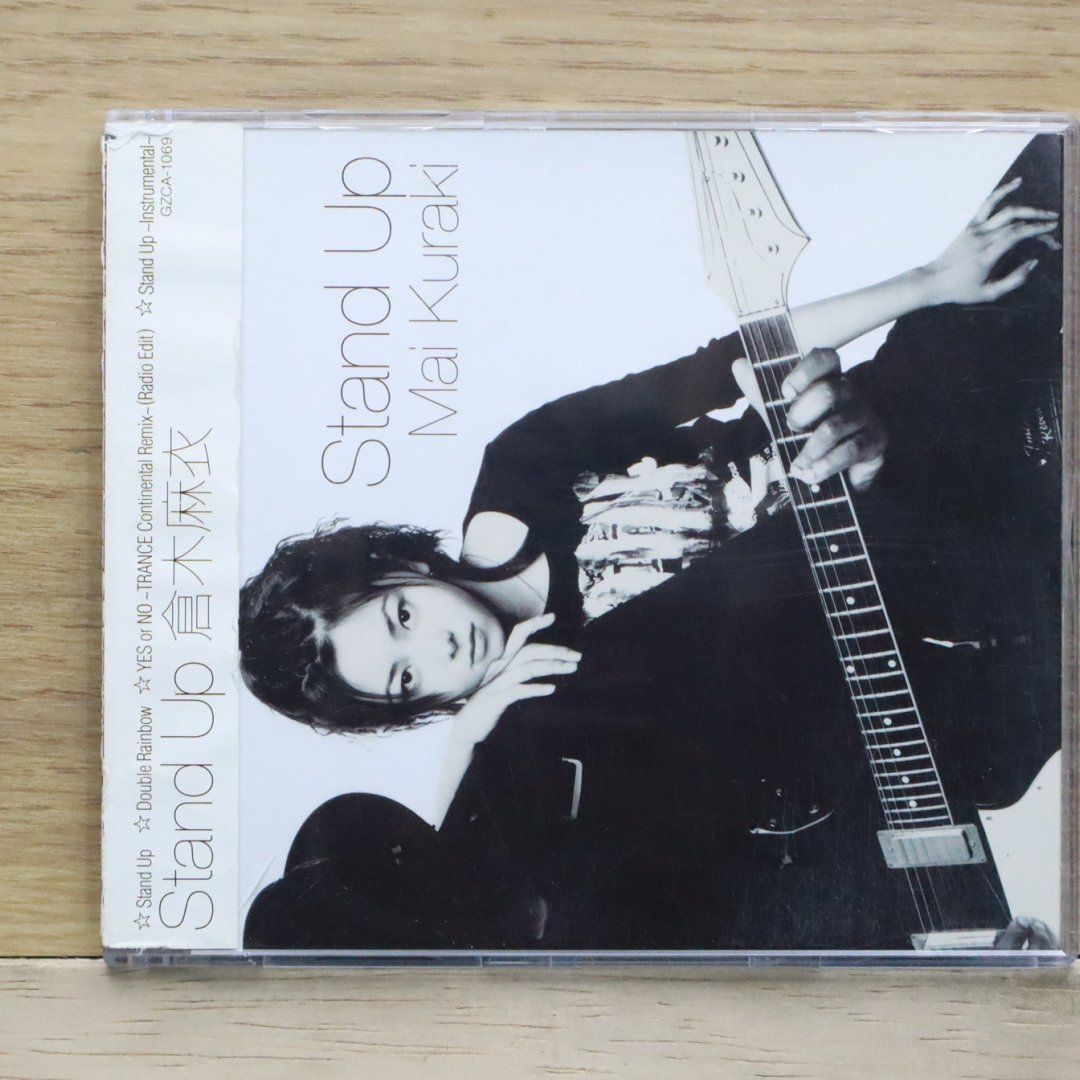 ☆ Stand Up ☆ Double Rainbow ☆ YES or NO ~TRANCE Continental Remix~ (Radio Edit) ☆ Stand Up ~Instrumental~
GZCA-1069
Stand Up 倉木麻衣
Stand Up
Mai Kuraki